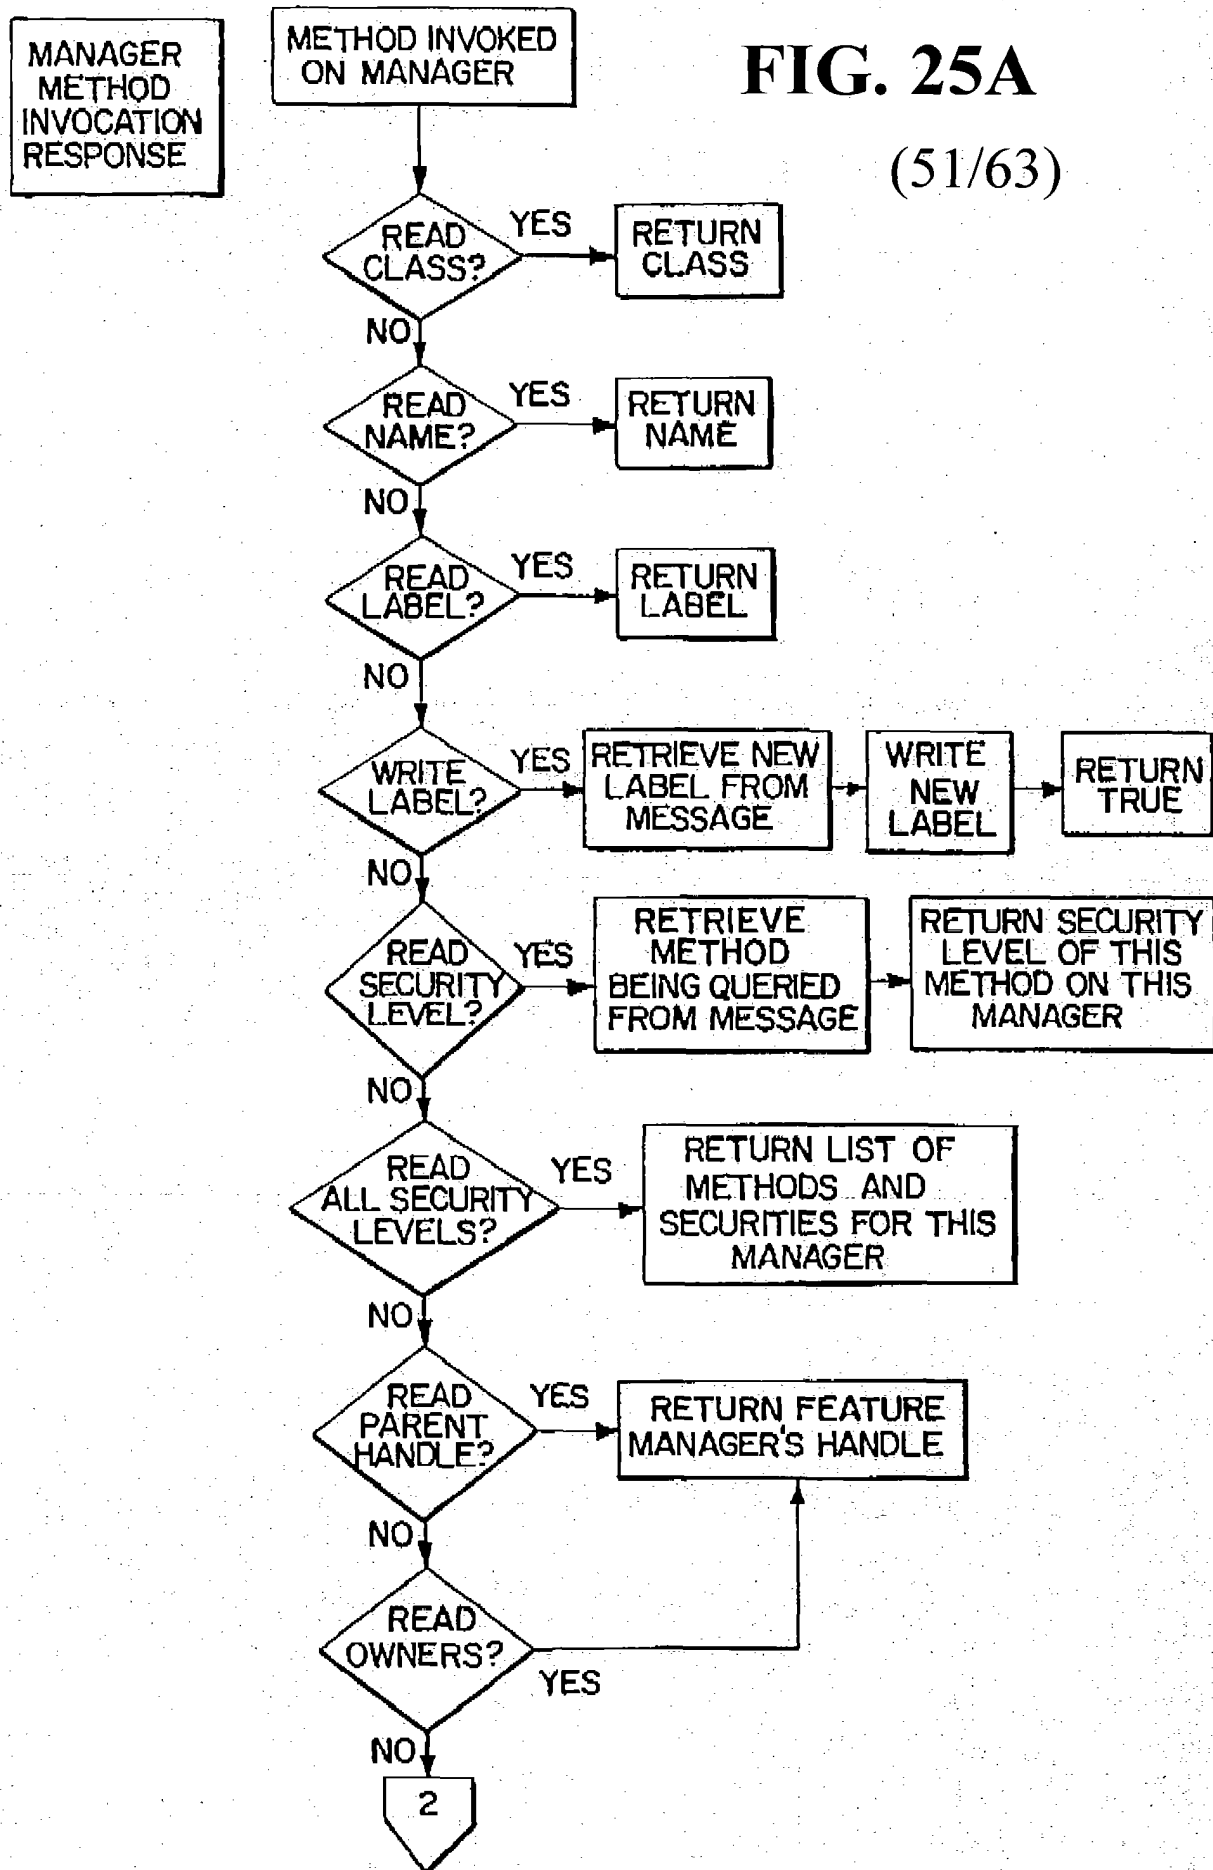 MANAGER
METHOD
INVOCATION
RESPONSE
METHOD INVOKED
ON MANAGER
FIG. 25A
(51/63)
READ
CLASS?
YES
RETURN
CLASS
NO
READ
NAME?
YES
RETURN
NAME
NO
READ
LABEL?
YES
RETURN
LABEL
NO
WRITE
LABEL?
YES
RETRIEVE NEW
LABEL FROM
MESSAGE
WRITE
NEW
LABEL
RETURN
TRUE
NO
READ
SECURITY
LEVEL?
YES
RETRIEVE
METHOD
BEING QUERIED
FROM MESSAGE
RETURN SECURITY
LEVEL OF THIS
METHOD ON THIS
MANAGER
NO
READ
ALL SECURITY
LEVELS?
YES
RETURN LIST OF
METHODS AND
SECURITIES FOR THIS
MANAGER
NO
READ
PARENT
HANDLE?
YES
RETURN FEATURE
MANAGER'S HANDLE
NO
READ
OWNERS?
YES
NO
2